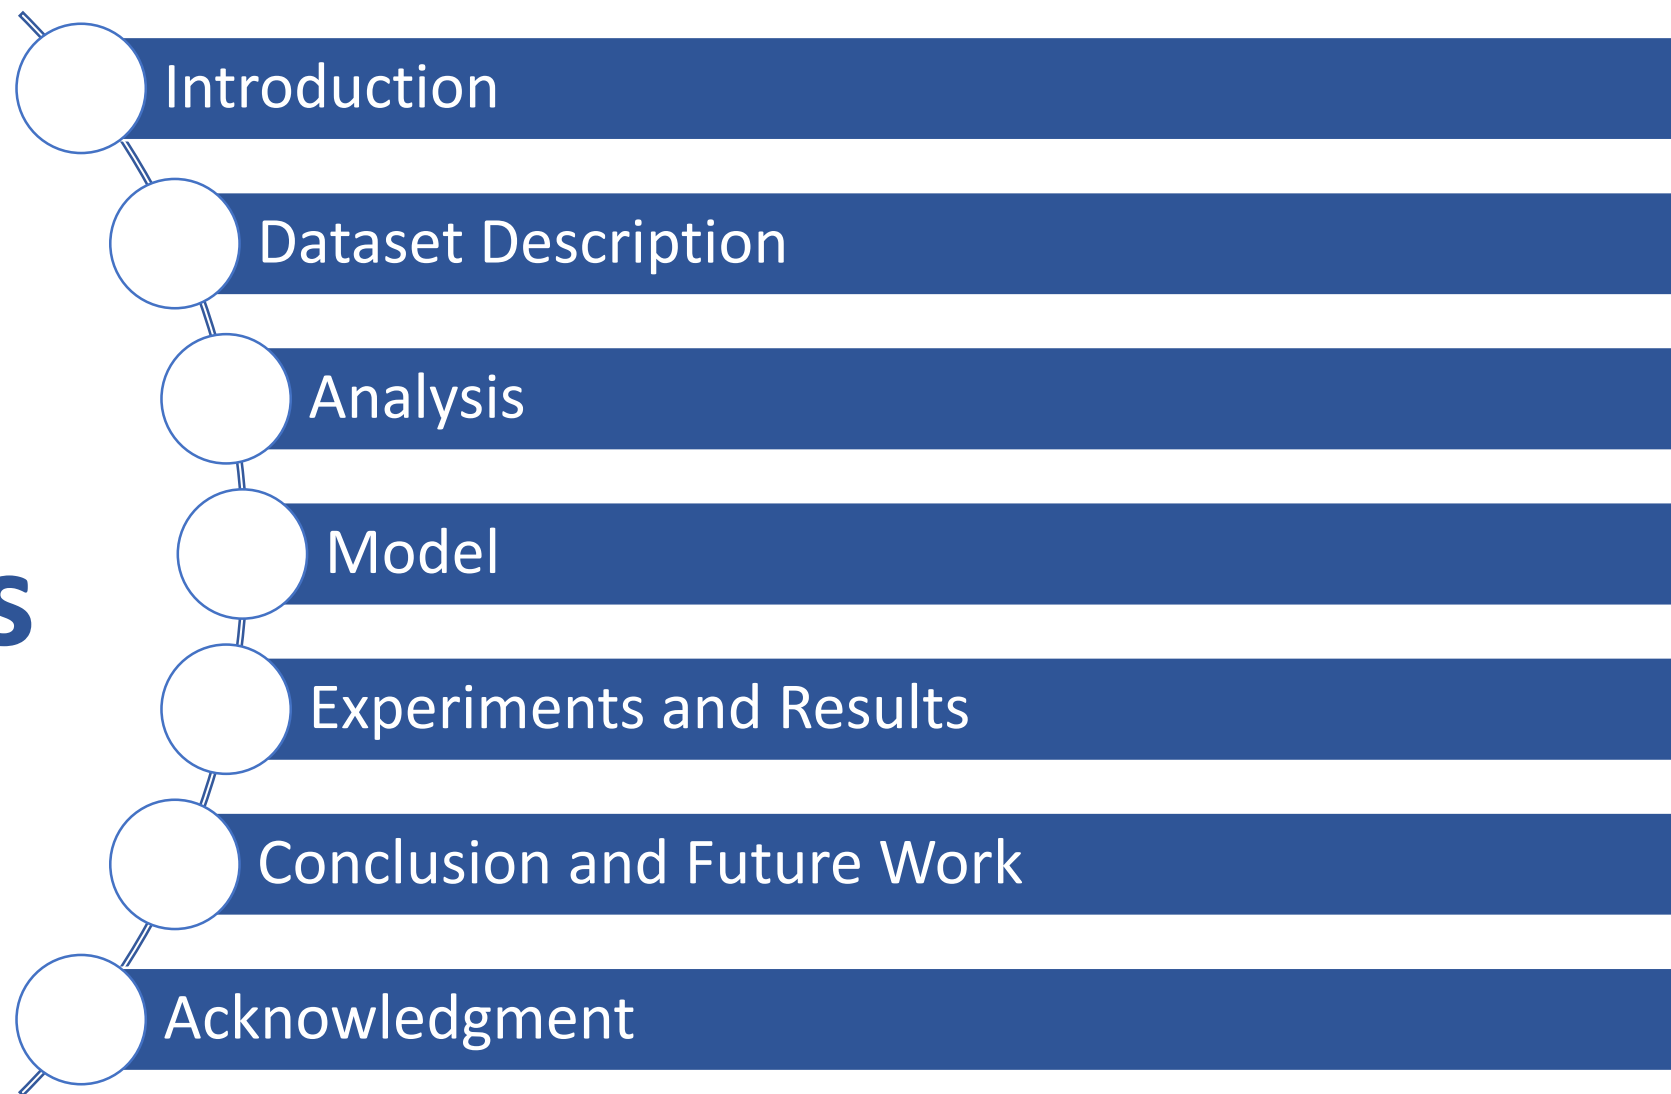 Introduction
Dataset Description
Analysis
Model
Experiments and Results
Conclusion and Future Work
Acknowledgment